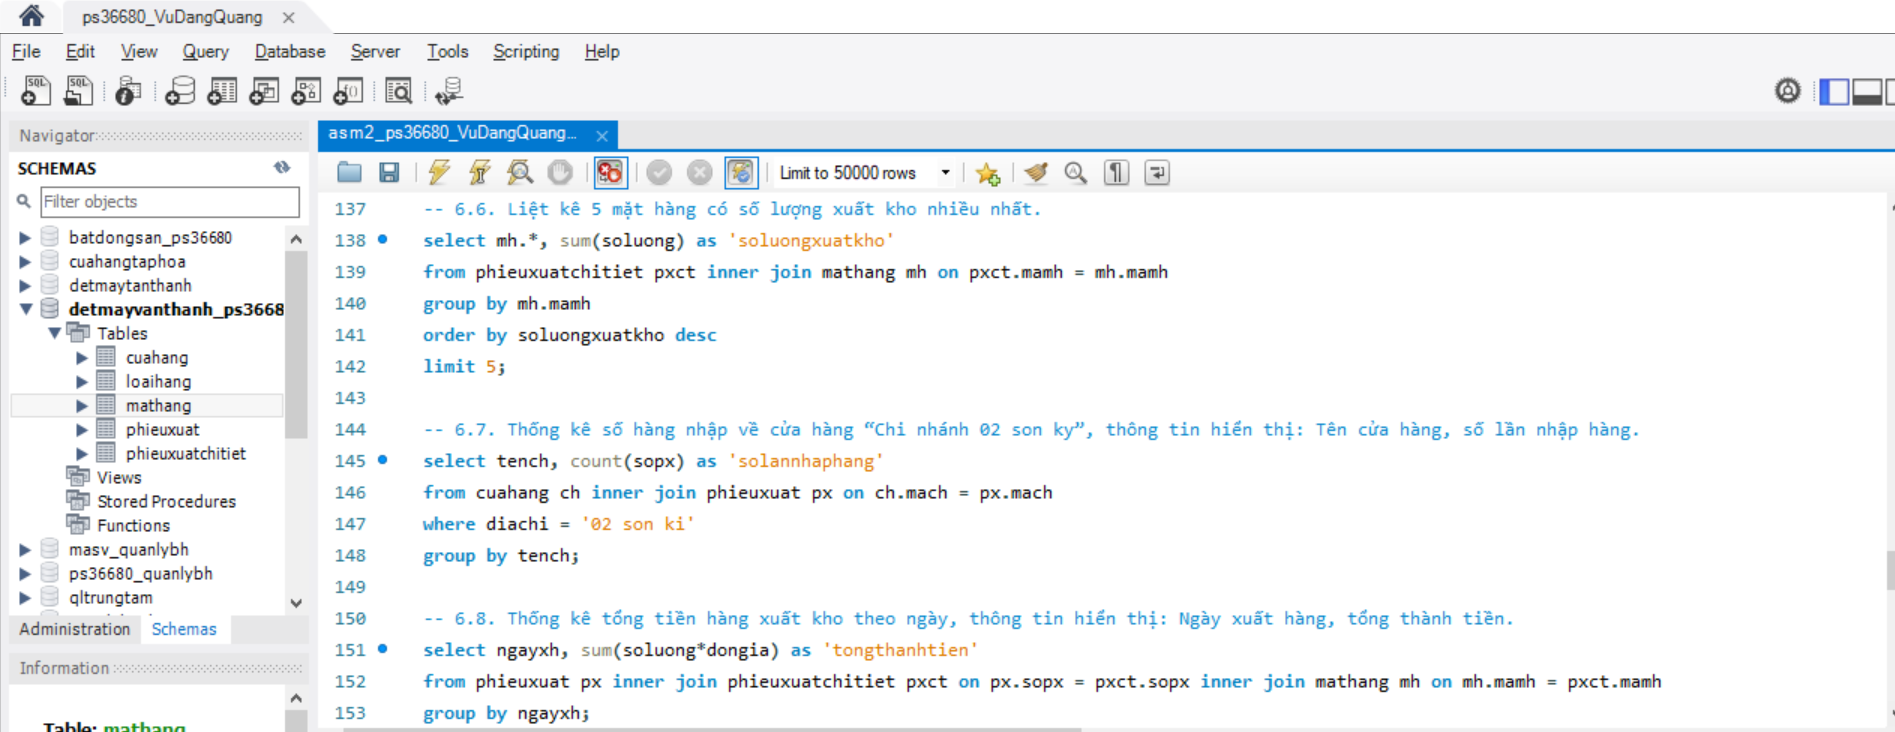 ps36680_VuDangQuang
File Edit View Query Database Server Tools Scripting Help
Navigator
SCHEMAS
Filter objects
batdongsan_ps36680
cuahangtaphoa
detmaytanthanh
detmayvanthanh_ps3668
Tables
cuahang
loaihang
mathang
phieuxuat
phieuxuatchitiet
Views
Stored Procedures
Functions
masv_quanlybh
ps36680_quanlybh
qltrungtam
Administration Schemas
Information
Table: mathang
asm2_ps36680_VuDangQuang...
Limit to 50000 rows
137 -- 6.6. Liệt kê 5 mặt hàng có số lượng xuất kho nhiều nhất.
138 select mh.*, sum(soluong) as 'soluongxuatkho'
139 from phieuxuatchitiet pxct inner join mathang mh on pxct.mamh = mh.mamh
140 group by mh.mamh
141 order by soluongxuatkho desc
142 limit 5;
143
144 -- 6.7. Thống kê số hàng nhập về cửa hàng “Chi nhánh 02 son ky”, thông tin hiển thị: Tên cửa hàng, số lần nhập hàng.
145 select tench, count(sopx) as 'solannhaphang'
146 from cuahang ch inner join phieuxuat px on ch.mach = px.mach
147 where diachi = '02 son ki'
148 group by tench;
149
150 -- 6.8. Thống kê tổng tiền hàng xuất kho theo ngày, thông tin hiển thị: Ngày xuất hàng, tổng thành tiền.
151 select ngayxh, sum(soluong*dongia) as 'tongthanhtien'
152 from phieuxuat px inner join phieuxuatchitiet pxct on px.sopx = pxct.sopx inner join mathang mh on mh.mamh = pxct.mamh
153 group by ngayxh;